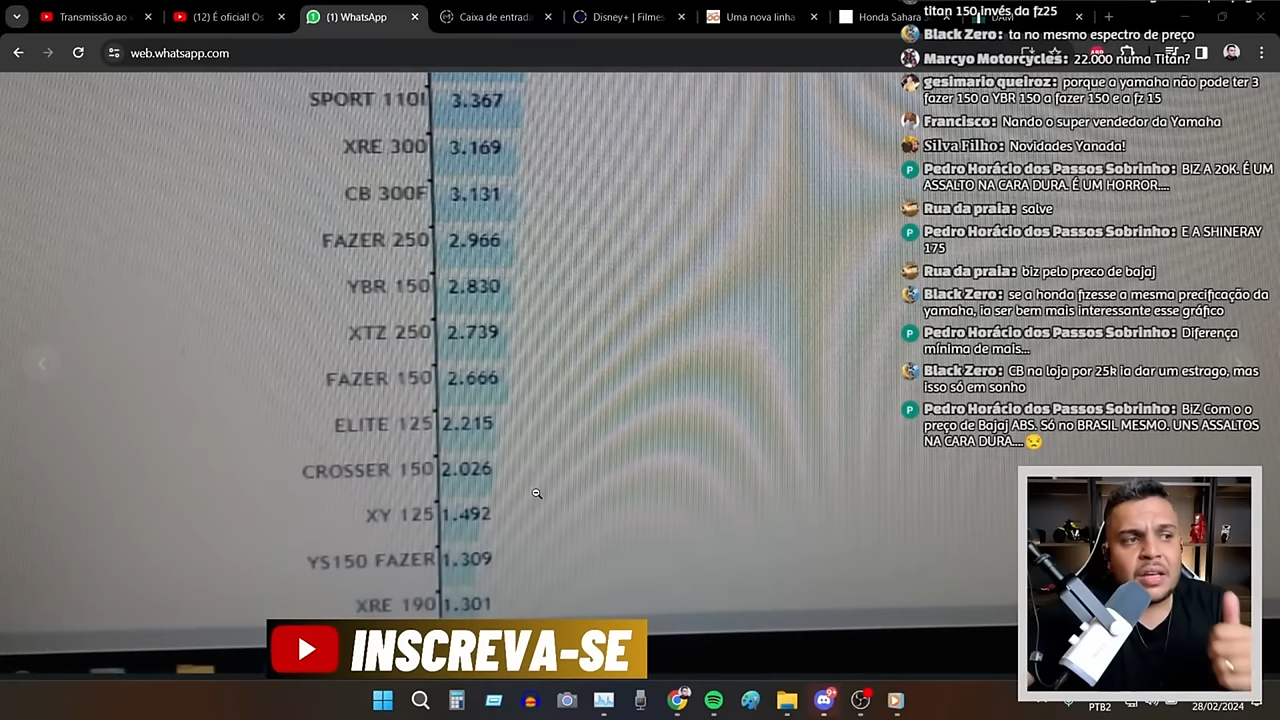 Transmissão ao v
(12) É oficial! Os
(1) WhatsApp
Caixa de entrada
Disney+ | Filmes
Uma nova linha
Honda Sahara
DAM
web.whatsapp.com
SPORT 110I 3.367
XRE 300 3.169
CB 300F 3.131
FAZER 250 2.966
YBR 150 2.830
XTZ 250 2.739
FAZER 150 2.666
ELITE 125 2.215
CROSSER 150 2.026
XY 125 1.492
YS150 FAZER 1.309
XRE 190 1.301
titan 150 invés da fz25
Black Zero: ta no mesmo espectro de preço
Marcyo Motorcycles: 22.000 numa Titan?
gesimario queiroz: porque a yamaha não pode ter 3
fazer 150 a YBR 150 a fazer 150 e a fz 15
Francisco: Nando o super vendedor da Yamaha
Silva Filho: Novidades Yanada!
Pedro Horácio dos Passos Sobrinho: BIZ A 20K. É UM
ASSALTO NA CARA DURA. É UM HORROR....
Rua da praia: salve
Pedro Horácio dos Passos Sobrinho: E A SHINERAY
175
Rua da praia: biz pelo preco de bajaj
Black Zero: se a honda fizesse a mesma precificação da
yamaha, ia ser bem mais interessante esse gráfico
Pedro Horácio dos Passos Sobrinho: Diferença
mínima de mais...
Black Zero: CB na loja por 25k ia dar um estrago, mas
isso só em sonho
Pedro Horácio dos Passos Sobrinho: BiZ Com o o
preço de Bajaj ABS. Só no BRASIL MESMO. UNS ASSALTOS
NA CARA DURA....
INSCREVA-SE
PTB2
28/02/2024